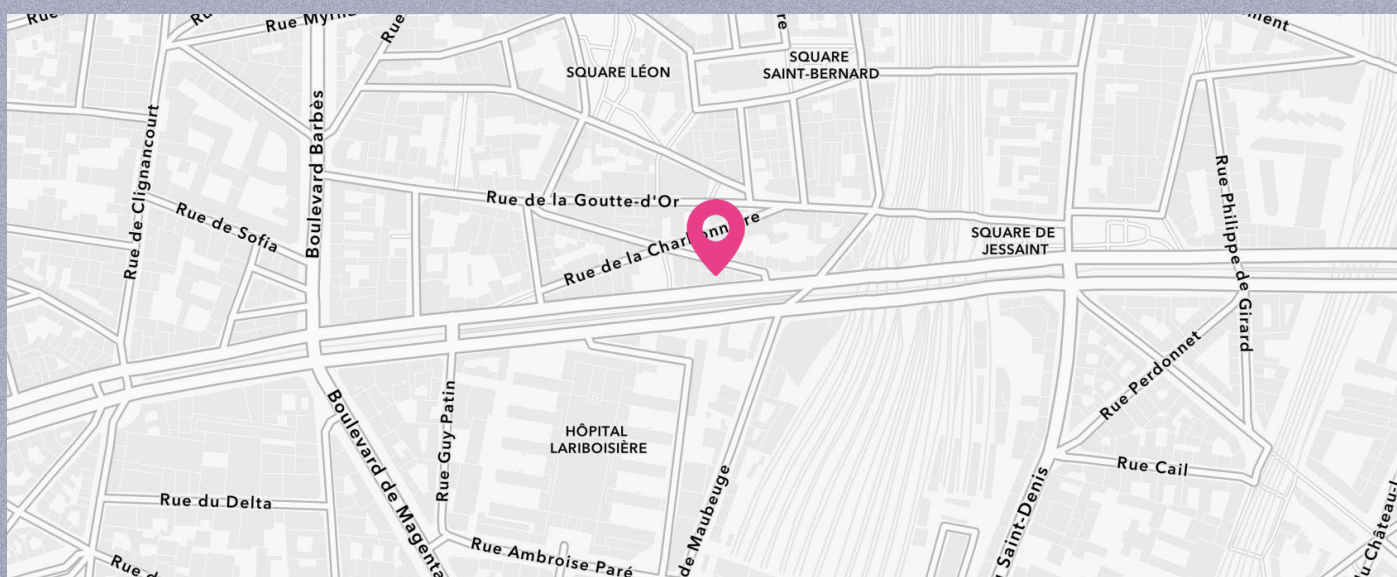 Rue Myrha
Rue
re
SQUARE LÉON
SQUARE
SAINT-BERNARD
Rue de Clignancourt
Boulevard Barbès
Rue de la Goutte-d'Or
Rue de Sofia
Rue de la Charbonnière
SQUARE DE
JESSAINT
Rue Philippe de Girard
Rue Perdonnet
Boulevard de Magenta
Rue Guy Patin
HÔPITAL
LARIBOISIÈRE
Rue Cail
Rue du Delta
de Maubeuge
Saint-Denis
Rue Ambroise Paré